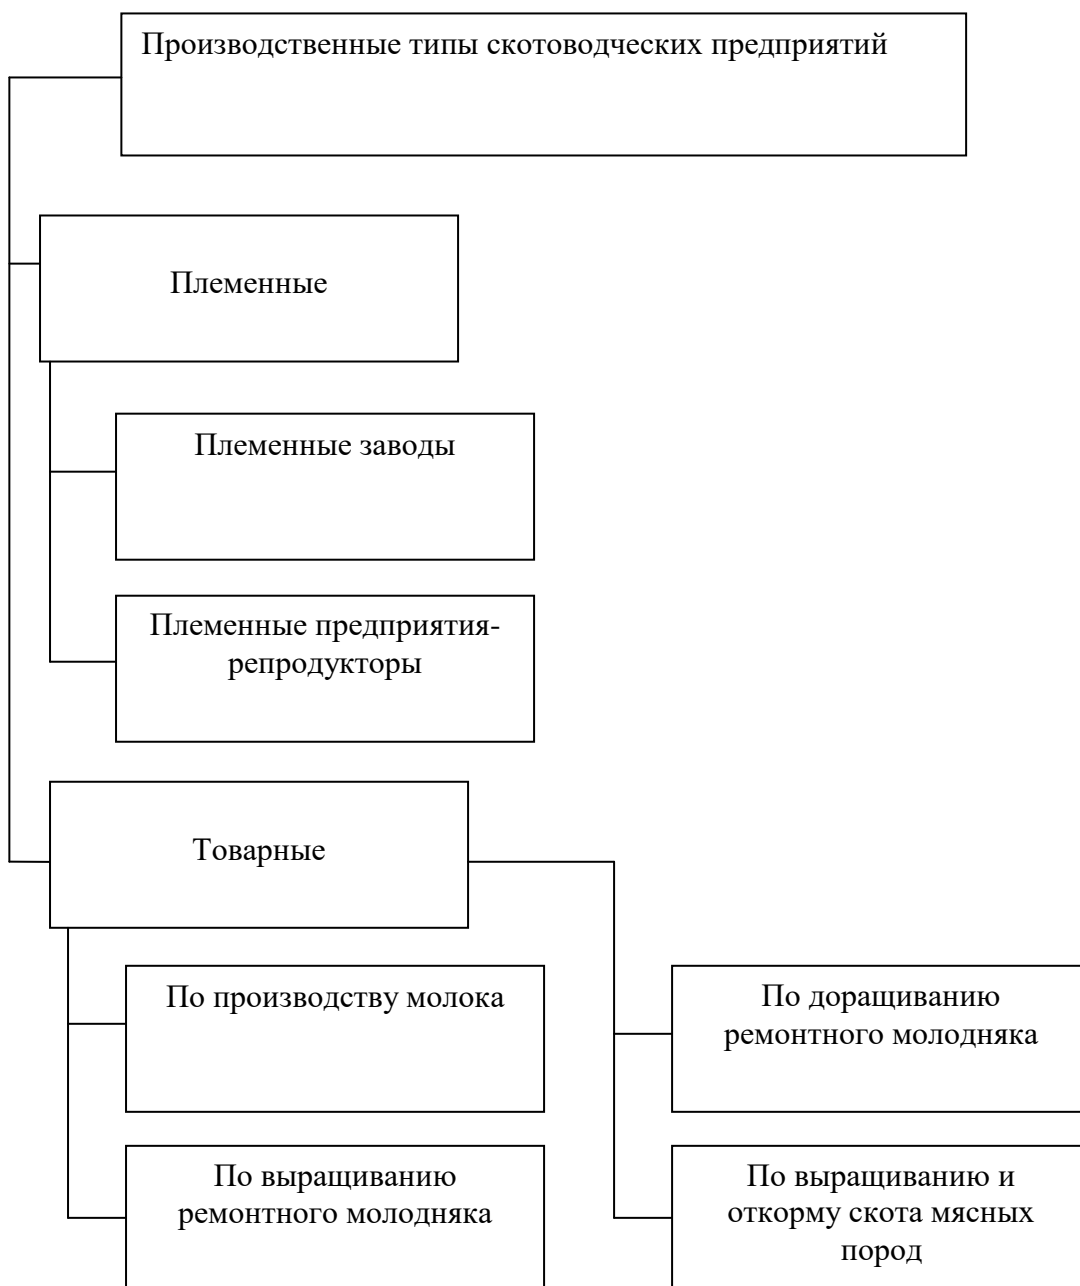 Производственные типы скотоводческих предприятий
Племенные
Племенные заводы
Племенные предприятия-
репродукторы
Товарные
По производству молока
По доращиванию
ремонтного молодняка
По выращиванию
ремонтного молодняка
По выращиванию и
откорму скота мясных
пород